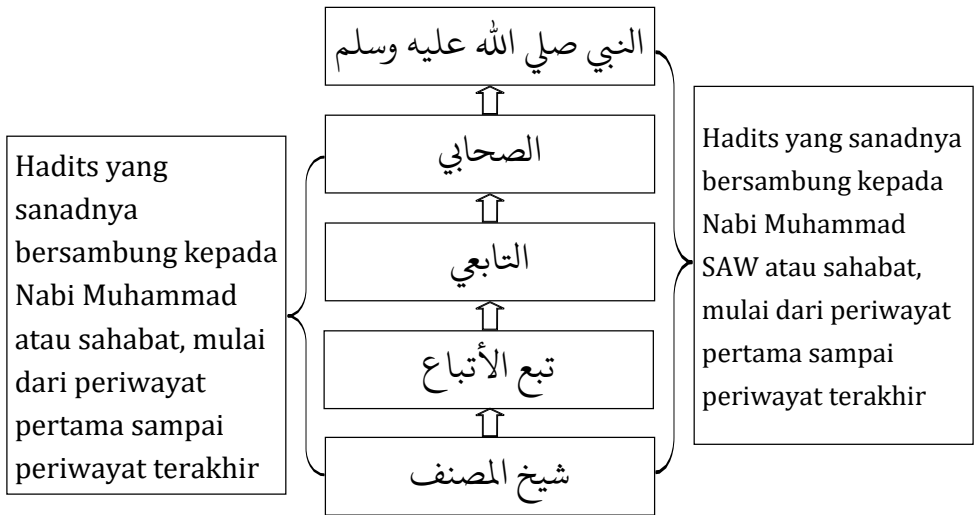 النبي صلي الله عليه وسلم
الصحابي
التابعي
تبع الأتباع
شيخ المصنف
Hadits yang
sanadnya
bersambung kepada
Nabi Muhammad
atau sahabat, mulai
dari periwayat
pertama sampai
periwayat terakhir
Hadits yang sanadnya
bersambung kepada
Nabi Muhammad
SAW atau sahabat,
mulai dari periwayat
pertama sampai
periwayat terakhir